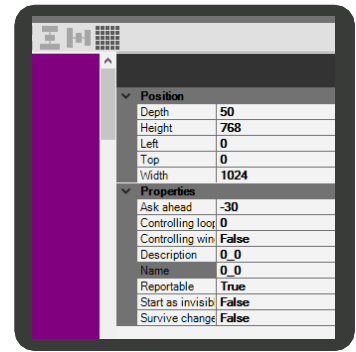 Position
Depth 50
Height 768
Left 0
Top 0
Width 1024
Properties
Ask ahead -30
Controlling loop 0
Controlling win False
Description 0_0
Name 0_0
Reportable True
Start as invisibl False
Survive change False